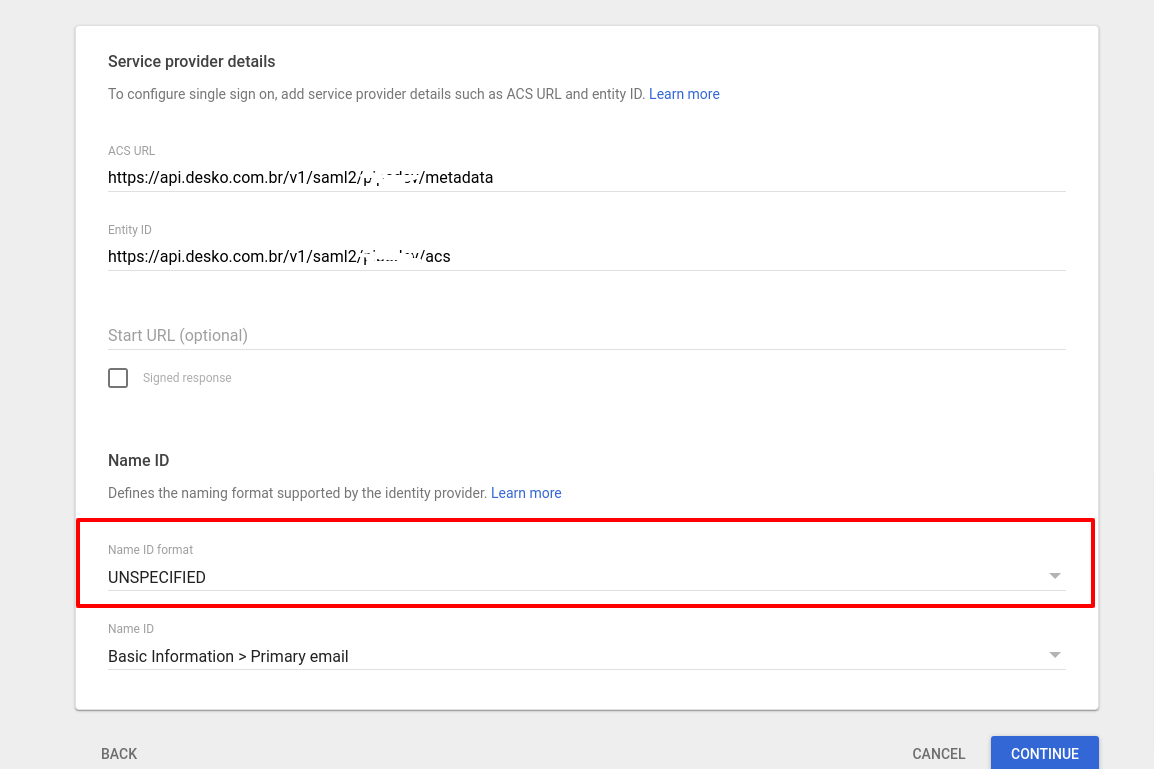 Service provider details
To configure single sign on, add service provider details such as ACS URL and entity ID. Learn more
ACS URL
https://api.desko.com.br/v1/saml2/ /metadata
Entity ID
https://api.desko.com.br/v1/saml2/ /acs
Start URL (optional)
Signed response
Name ID
Defines the naming format supported by the identity provider. Learn more
Name ID format
UNSPECIFIED
Name ID
Basic Information > Primary email
BACK
CANCEL
CONTINUE